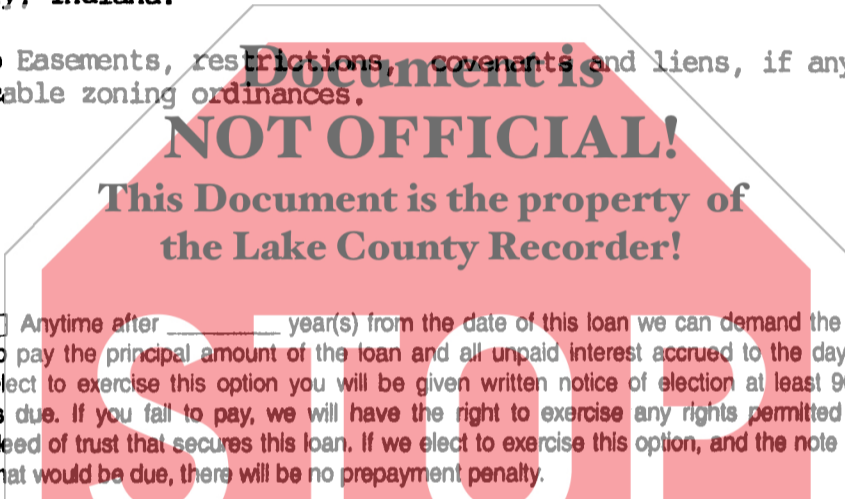 Indiana.
Easements, restrictions, covenants and liens, if any
able zoning ordinances.
Document is
NOT OFFICIAL!
This Document is the property of
the Lake County Recorder!
Anytime after ________ year(s) from the date of this loan we can demand the
pay the principal amount of the loan and all unpaid interest accrued to the day
lect to exercise this option you will be given written notice of election at least 9
due. If you fail to pay, we will have the right to exercise any rights permitted
eed of trust that secures this loan. If we elect to exercise this option, and the note
hat would be due, there will be no prepayment penalty.
STOP